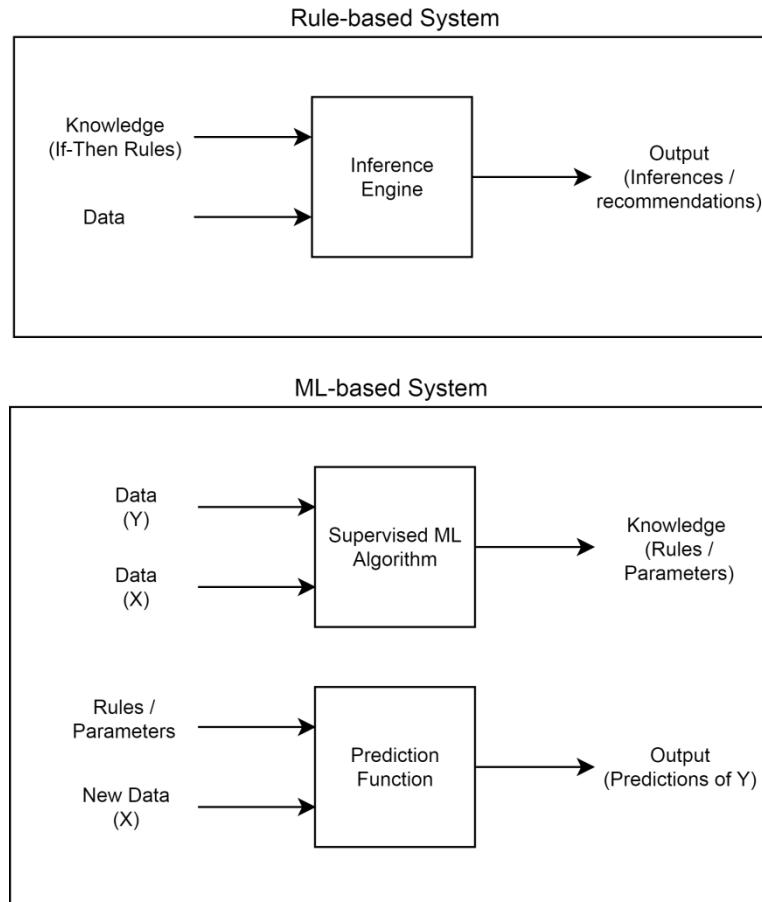 Rule-based System
Knowledge
(If-Then Rules)
Data
Inference
Engine
Output
(Inferences /
recommendations)
ML-based System
Data
(Y)
Data
(X)
Supervised ML
Algorithm
Knowledge
(Rules /
Parameters)
Rules /
Parameters
New Data
(X)
Prediction
Function
Output
(Predictions of Y)